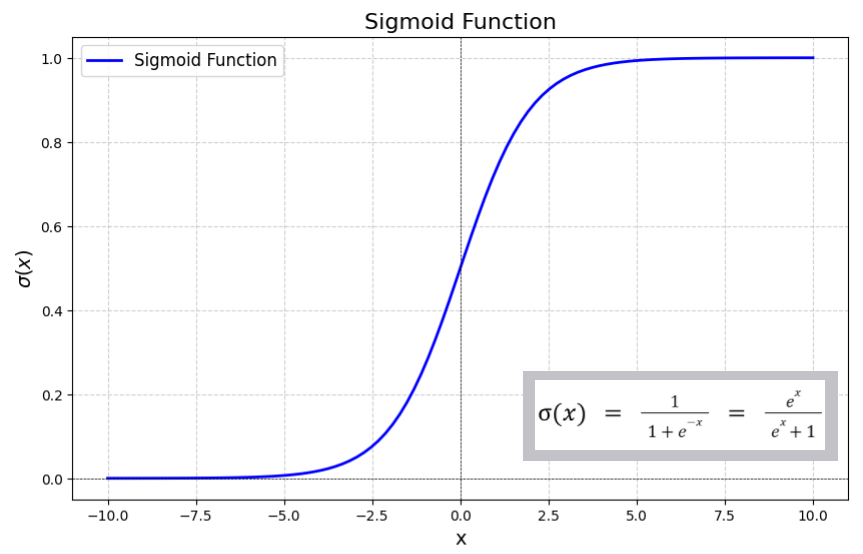 Sigmoid Function
Sigmoid Function
1.0
0.8
0.6
0.4
0.2
0.0
σ(x)
σ(x) = 1 / (1 + e^{-x}) = e^x / (e^x + 1)
−10.0 −7.5 −5.0 −2.5 0.0 2.5 5.0 7.5 10.0
x